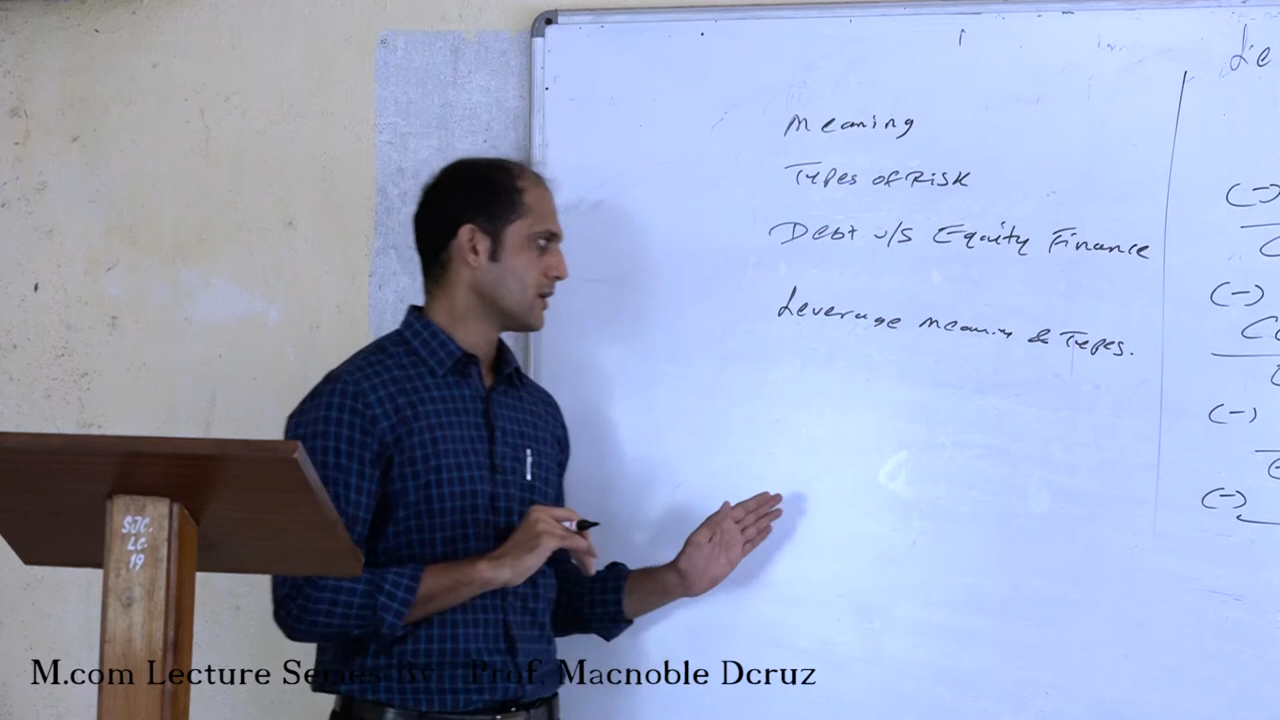 Meaning
Types of Risk
Debt v/s Equity Finance
Leverage Meaning & Types.
Le
(-)
(-)
(-)
(-)
SJC.
LC.
19
M.com Lecture Series By Prof. Macnoble Dcruz